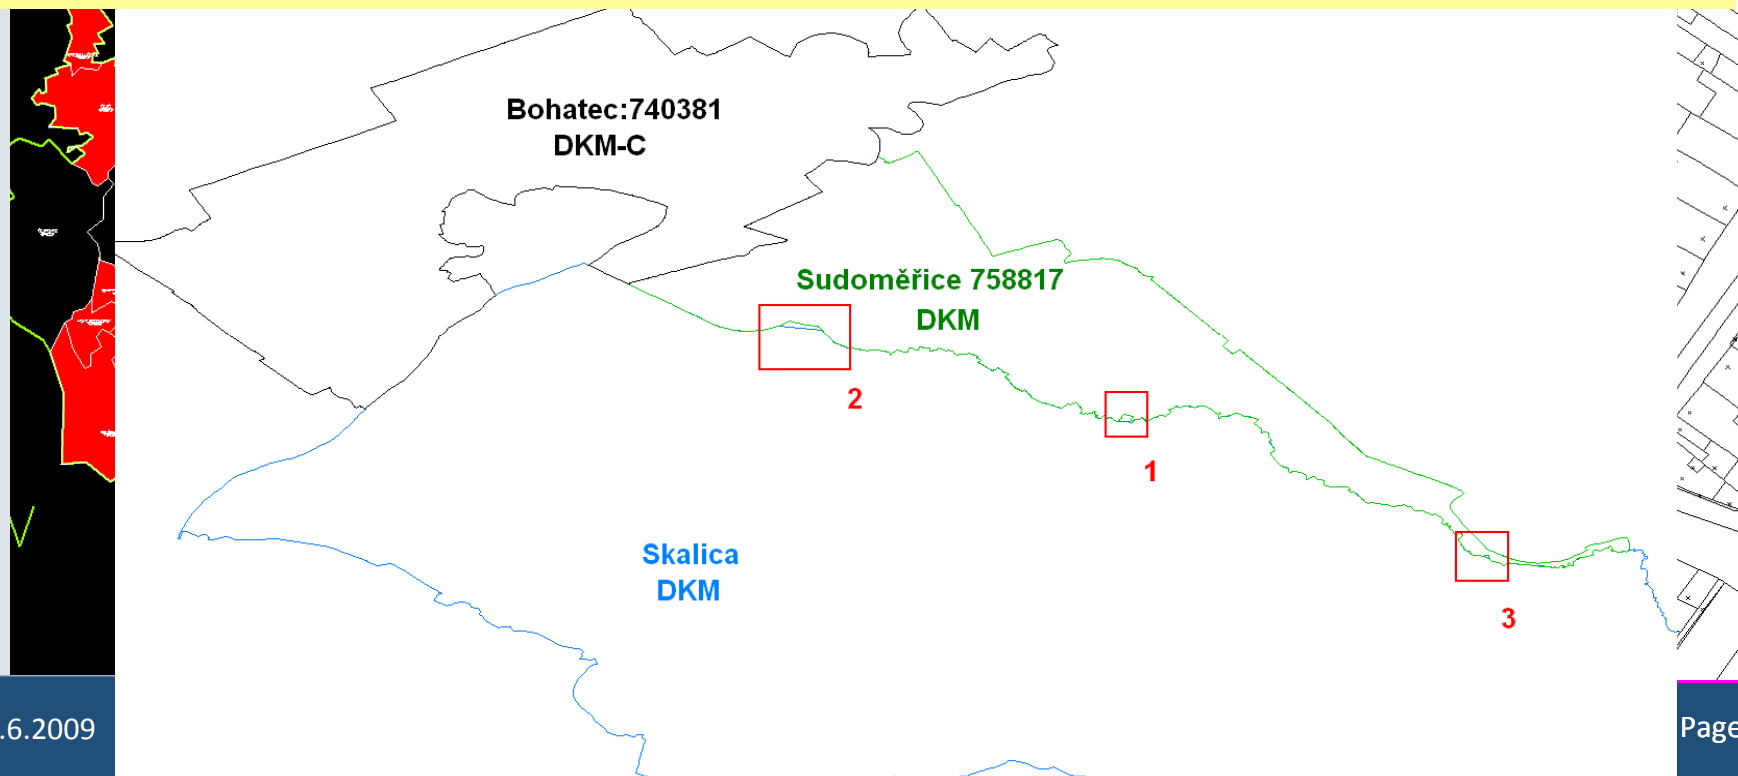 Bohatec:740381
DKM-C
Sudoměřice 758817
DKM
2
1
Skalica
DKM
3
.6.2009
Page